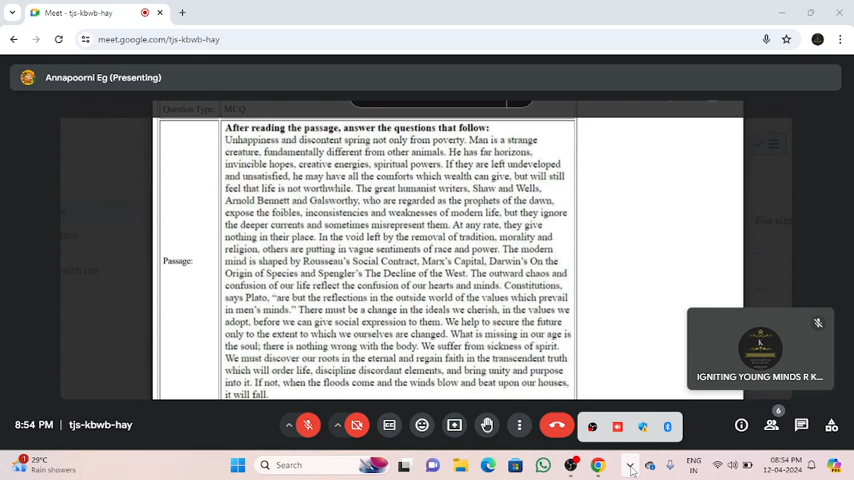 Meet - tjs-kbwb-hay
meet.google.com/tjs-kbwb-hay
Annapoorni Eg (Presenting)
Question Type: MCQ
After reading the passage, answer the questions that follow:
Unhappiness and discontent spring not only from poverty. Man is a strange
creature, fundamentally different from other animals. He has far horizons,
invincible hopes, creative energies, spiritual powers. If they are left undeveloped
and unsatisfied, he may have all the comforts which wealth can give, but will still
feel that life is not worthwhile. The great humanist writers, Shaw and Wells,
Arnold Bennett and Galsworthy, who are regarded as the prophets of the dawn,
expose the foibles, inconsistencies and weaknesses of modern life, but they ignore
the deeper currents and sometimes misrepresent them. At any rate, they give
nothing in their place. In the void left by the removal of tradition, morality and
religion, others are putting in vague sentiments of race and power. The modern
Passage: mind is shaped by Rousseau's Social Contract, Marx's Capital, Darwin's On the
Origin of Species and Spengler's The Decline of the West. The outward chaos and
confusion of our life reflect the confusion of our hearts and minds. Constitutions,
says Plato, "are but the reflections in the outside world of the values which prevail
in men's minds." There must be a change in the ideals we cherish, in the values we
adopt, before we can give social expression to them. We help to secure the future
only to the extent to which we ourselves are changed. What is missing in our age is
the soul; there is nothing wrong with the body. We suffer from sickness of spirit.
We must discover our roots in the eternal and regain faith in the transcendent truth
which will order life, discipline discordant elements, and bring unity and purpose
into it. If not, when the floods come and the winds blow and beat upon our houses,
it will fall.
File size
with me
K
IGNITING YOUNG MINDS R K...
8:54 PM | tjs-kbwb-hay
6
29°C
Rain showers
1
Search
ENG
IN
08:54 PM
12-04-2024